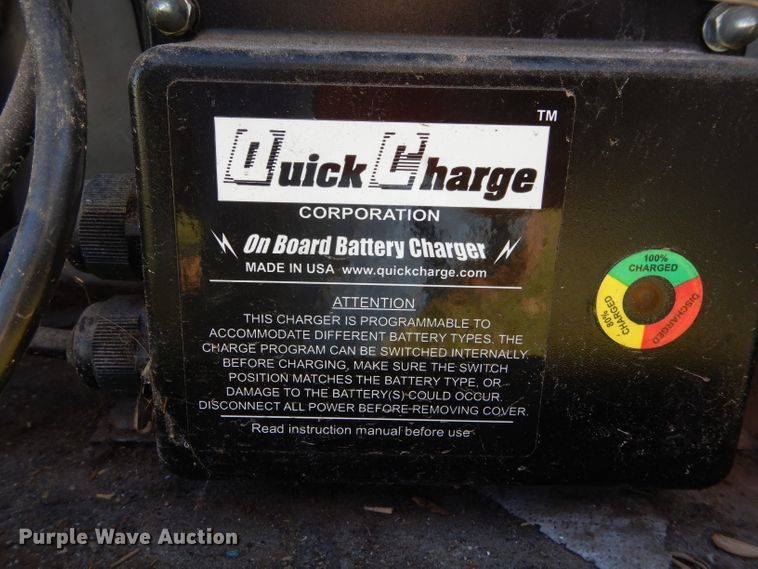 TM
Quick Charge
CORPORATION
On Board Battery Charger
MADE IN USA www.quickcharge.com
ATTENTION
THIS CHARGER IS PROGRAMMABLE TO
ACCOMMODATE DIFFERENT BATTERY TYPES. THE
CHARGE PROGRAM CAN BE SWITCHED INTERNALLY
BEFORE CHARGING, MAKE SURE THE SWITCH
POSITION MATCHES THE BATTERY TYPE, OR
DAMAGE TO THE BATTERY(S) COULD OCCUR.
DISCONNECT ALL POWER BEFORE REMOVING COVER.
Read instruction manual before use
100%
CHARGED
DISCHARGED
80%
CHARGED
Purple Wave Auction